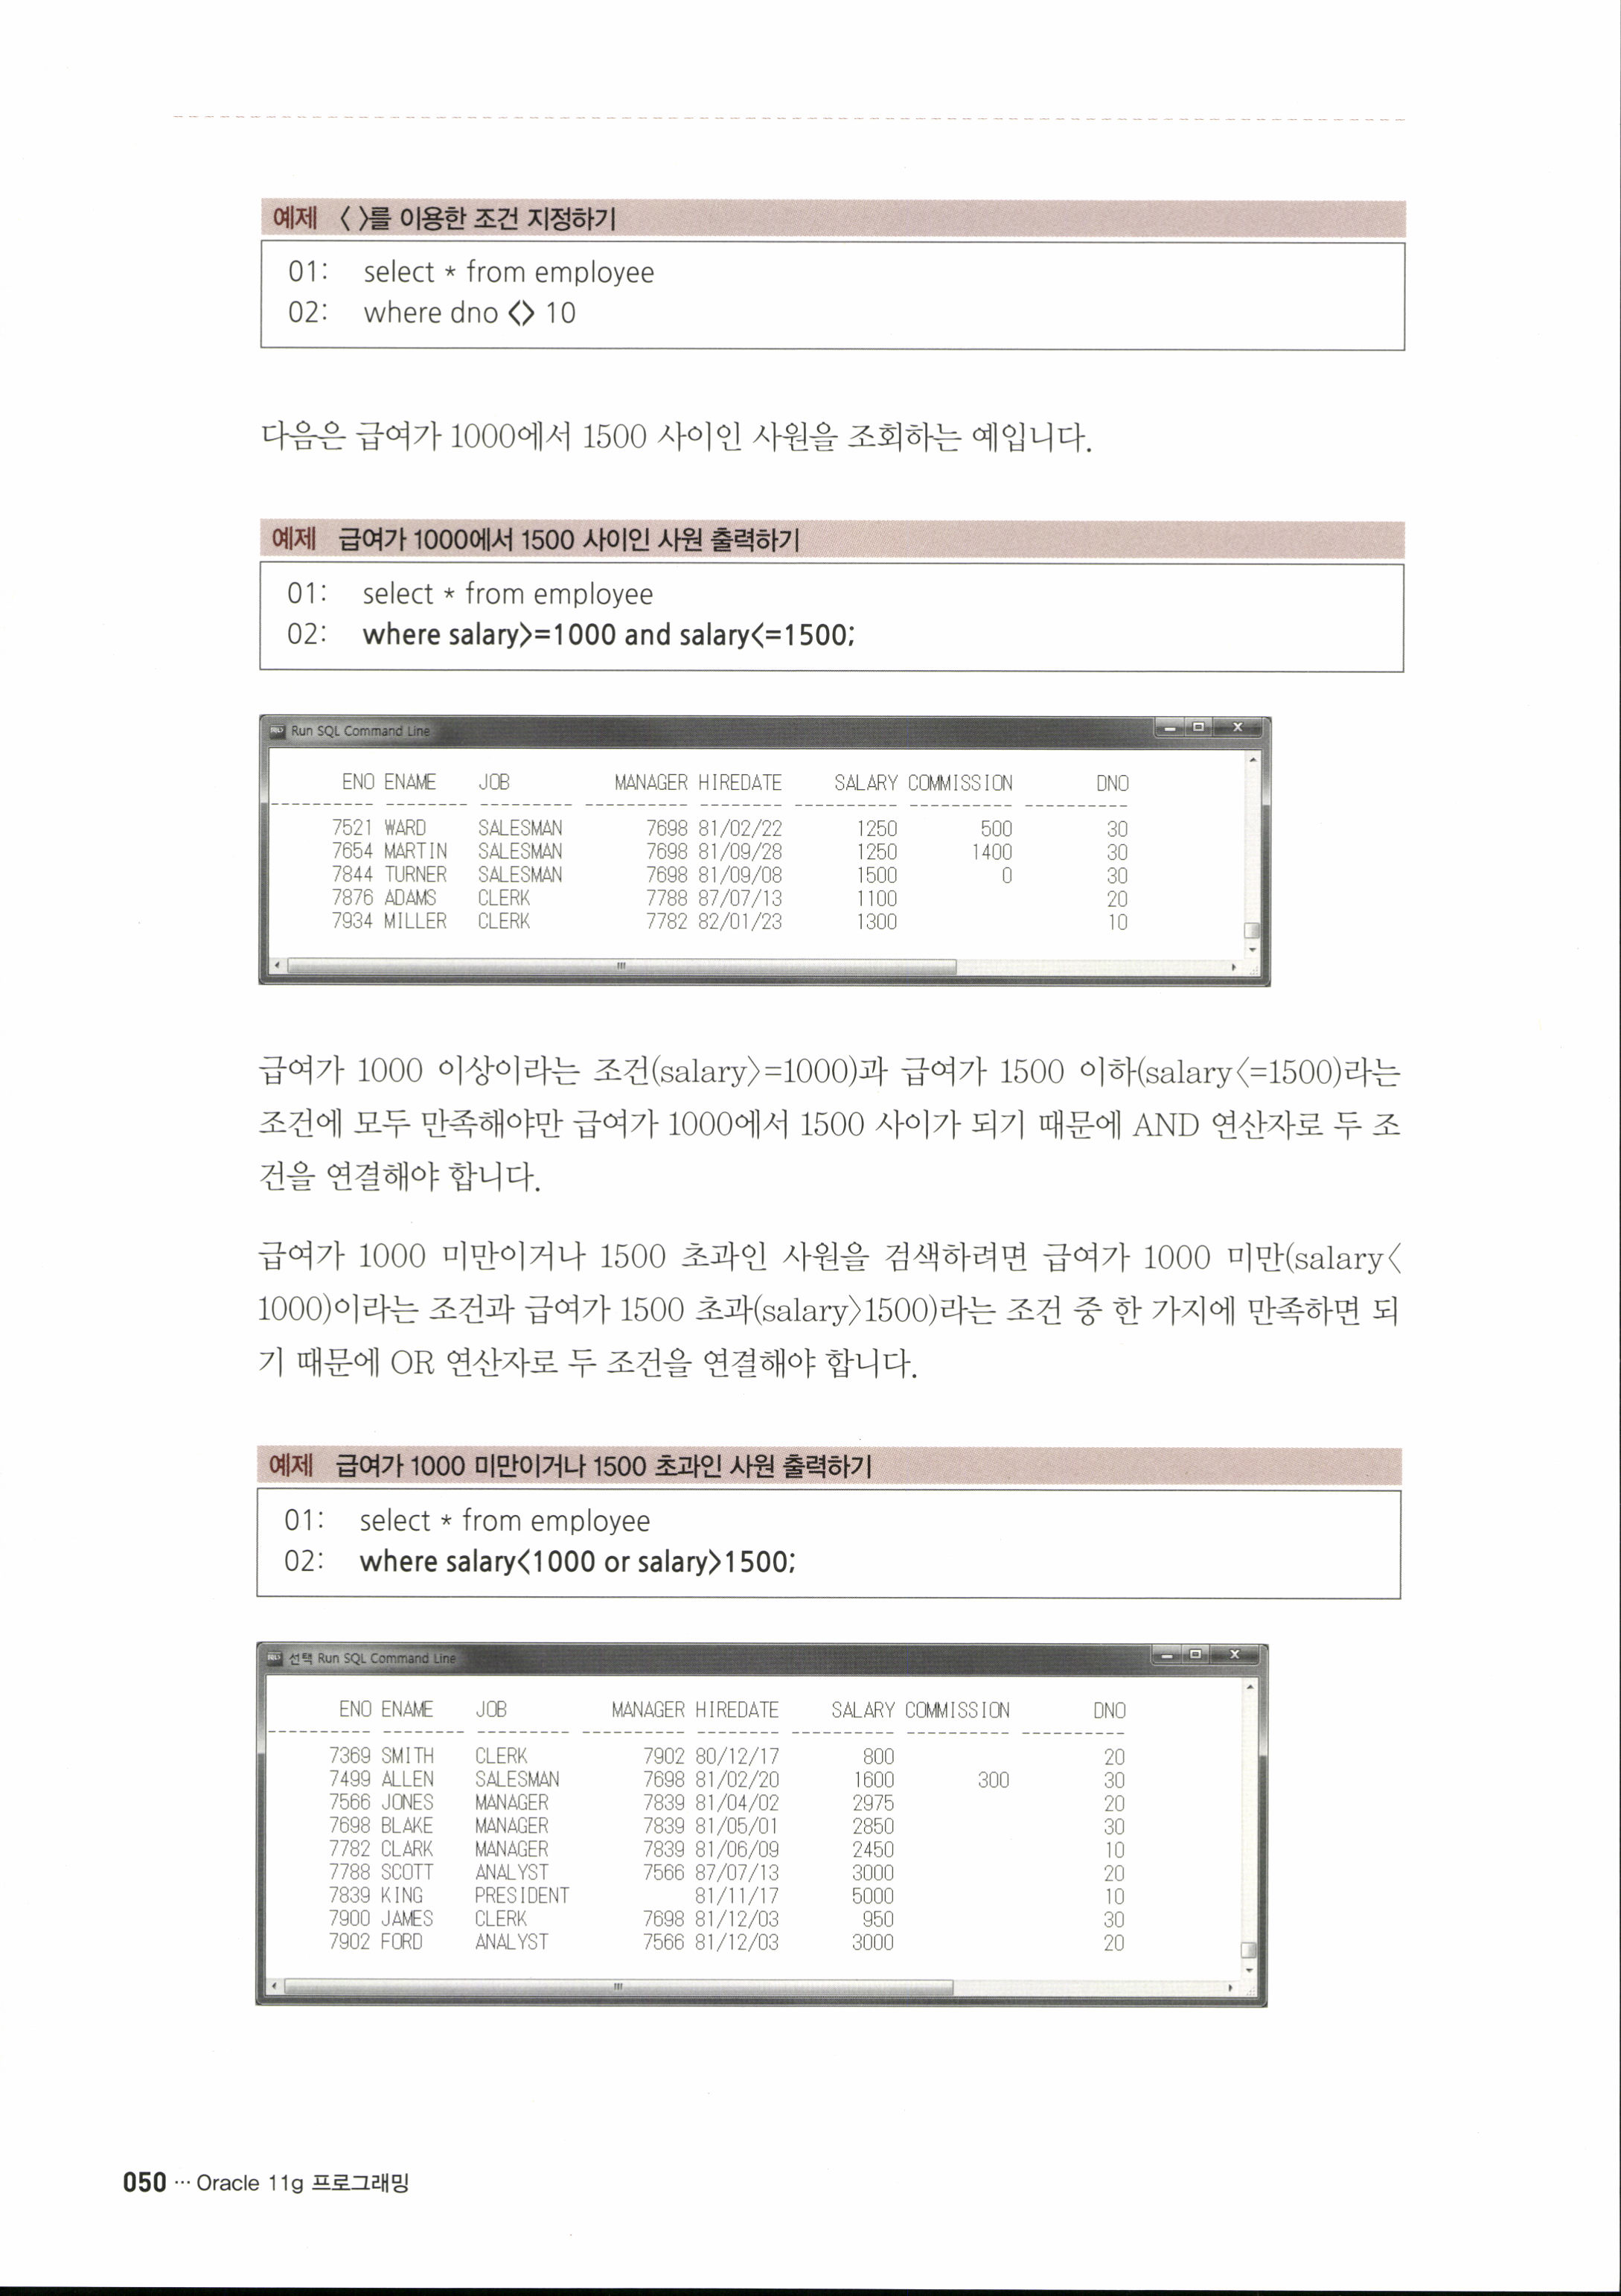 예제 〈 〉를 이용한 조건 지정하기
01: select * from employee
02: where dno <> 10
다음은 급여가 1000에서 1500 사이인 사원을 조회하는 예입니다.
예제 급여가 1000에서 1500 사이인 사원 출력하기
01: select * from employee
02: where salary>=1000 and salary<=1500;
Run SQL Command Line
ENO ENAME JOB MANAGER HIREDATE SALARY COMMISSION DNO
---------- -------- --------- ---------- -------- ---------- ---------- ----------
7521 WARD SALESMAN 7698 81/02/22 1250 500 30
7654 MARTIN SALESMAN 7698 81/09/28 1250 1400 30
7844 TURNER SALESMAN 7698 81/09/08 1500 0 30
7876 ADAMS CLERK 7788 87/07/13 1100 20
7934 MILLER CLERK 7782 82/01/23 1300 10
급여가 1000 이상이라는 조건(salary〉=1000)과 급여가 1500 이하(salary〈=1500)라는
조건에 모두 만족해야만 급여가 1000에서 1500 사이가 되기 때문에 AND 연산자로 두 조
건을 연결해야 합니다.
급여가 1000 미만이거나 1500 초과인 사원을 검색하려면 급여가 1000 미만(salary〈
1000)이라는 조건과 급여가 1500 초과(salary〉1500)라는 조건 중 한 가지에 만족하면 되
기 때문에 OR 연산자로 두 조건을 연결해야 합니다.
예제 급여가 1000 미만이거나 1500 초과인 사원 출력하기
01: select * from employee
02: where salary<1000 or salary>1500;
선택 Run SQL Command Line
ENO ENAME JOB MANAGER HIREDATE SALARY COMMISSION DNO
---------- -------- --------- ---------- -------- ---------- ---------- ----------
7369 SMITH CLERK 7902 80/12/17 800 20
7499 ALLEN SALESMAN 7698 81/02/20 1600 300 30
7566 JONES MANAGER 7839 81/04/02 2975 20
7698 BLAKE MANAGER 7839 81/05/01 2850 30
7782 CLARK MANAGER 7839 81/06/09 2450 10
7788 SCOTT ANALYST 7566 87/07/13 3000 20
7839 KING PRESIDENT 81/11/17 5000 10
7900 JAMES CLERK 7698 81/12/03 950 30
7902 FORD ANALYST 7566 81/12/03 3000 20
050 ··· Oracle 11g 프로그래밍